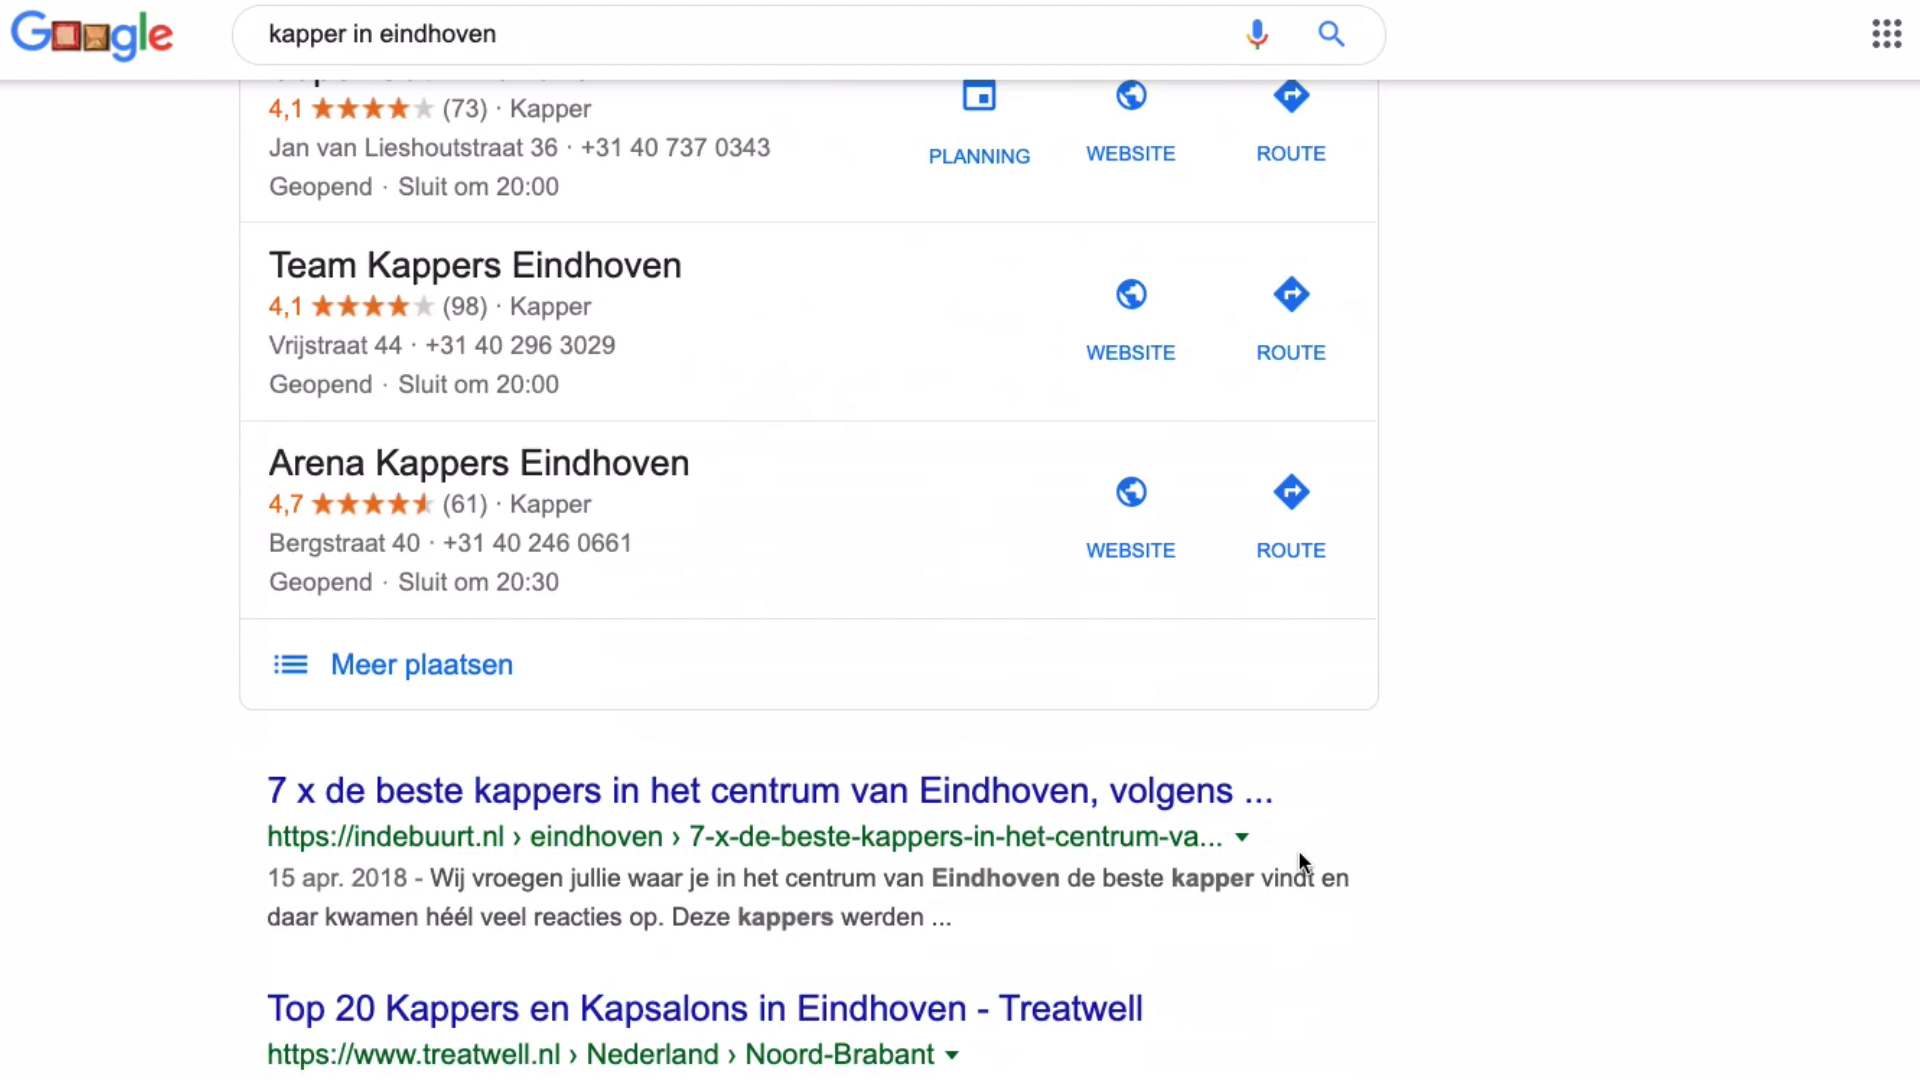 Google
kapper in eindhoven
4,1 (73) · Kapper
Jan van Lieshoutstraat 36 · +31 40 737 0343
Geopend · Sluit om 20:00
PLANNING
WEBSITE
ROUTE
Team Kappers Eindhoven
4,1 (98) · Kapper
Vrijstraat 44 · +31 40 296 3029
Geopend · Sluit om 20:00
WEBSITE
ROUTE
Arena Kappers Eindhoven
4,7 (61) · Kapper
Bergstraat 40 · +31 40 246 0661
Geopend · Sluit om 20:30
WEBSITE
ROUTE
Meer plaatsen
7 x de beste kappers in het centrum van Eindhoven, volgens ...
https://indebuurt.nl › eindhoven › 7-x-de-beste-kappers-in-het-centrum-va...
15 apr. 2018 - Wij vroegen jullie waar je in het centrum van Eindhoven de beste kapper vindt en
daar kwamen héél veel reacties op. Deze kappers werden ...
Top 20 Kappers en Kapsalons in Eindhoven - Treatwell
https://www.treatwell.nl › Nederland › Noord-Brabant